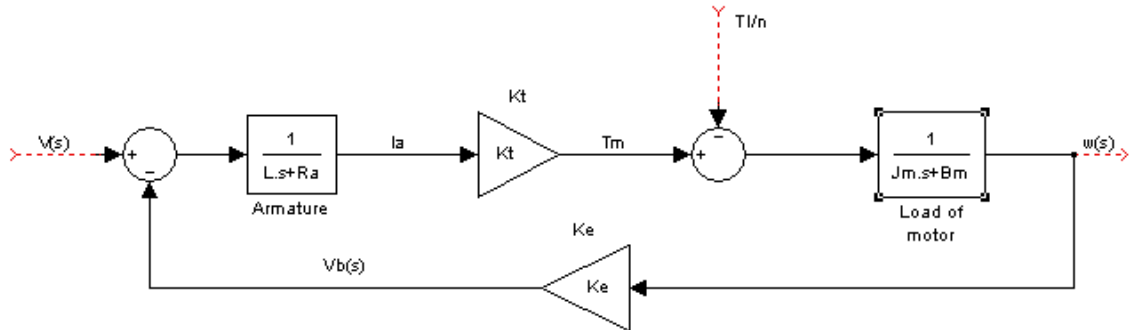 Tl/n
Kt
V(s)
+
−
1
L.s+Ra
Armature
Ia
Kt
Tm
−
+
1
Jm.s+Bm
Load of
motor
w(s)
Ke
Vb(s)
Ke